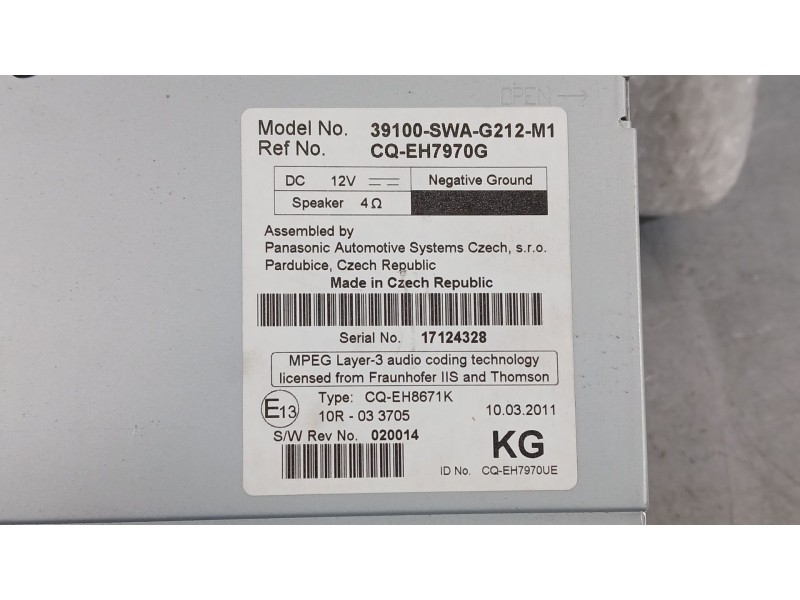 OPEN →
Model No. 39100-SWA-G212-M1
Ref No. CQ-EH7970G
DC 12V Negative Ground
Speaker 4Ω
Assembled by
Panasonic Automotive Systems Czech, s.r.o.
Pardubice, Czech Republic
Made in Czech Republic
Serial No. 17124328
MPEG Layer-3 audio coding technology
licensed from Fraunhofer IIS and Thomson
E13 Type: CQ-EH8671K
10R - 03 3705 10.03.2011
S/W Rev No. 020014 KG
ID No. CQ-EH7970UE